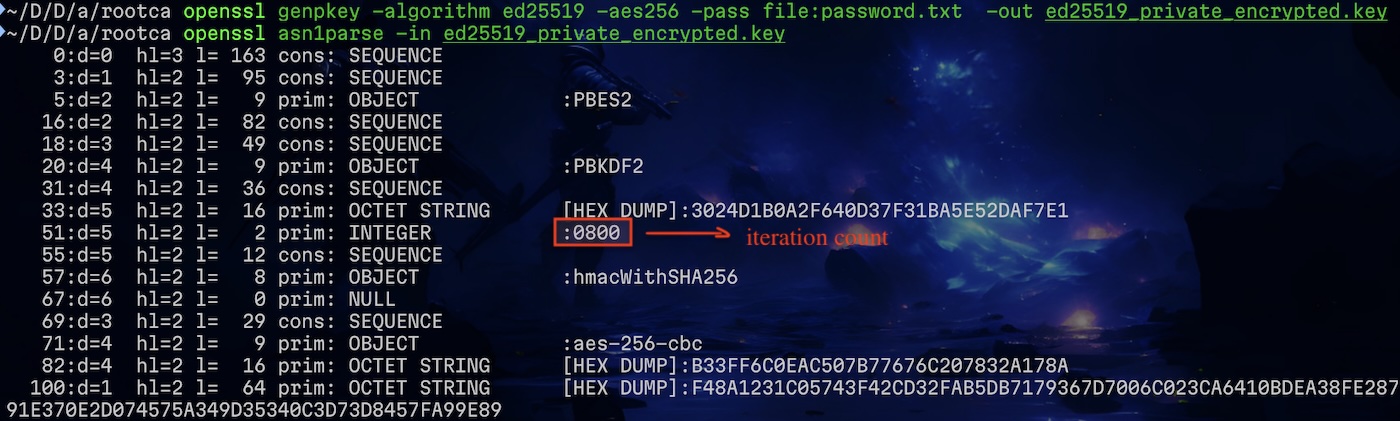 ~/D/D/a/rootca openssl genpkey -algorithm ed25519 -aes256 -pass file:password.txt  -out ed25519_private_encrypted.key
~/D/D/a/rootca openssl asn1parse -in ed25519_private_encrypted.key
    0:d=0  hl=3 l= 163 cons: SEQUENCE
    3:d=1  hl=2 l=  95 cons: SEQUENCE
    5:d=2  hl=2 l=   9 prim: OBJECT            :PBES2
   16:d=2  hl=2 l=  82 cons: SEQUENCE
   18:d=3  hl=2 l=  49 cons: SEQUENCE
   20:d=4  hl=2 l=   9 prim: OBJECT            :PBKDF2
   31:d=4  hl=2 l=  36 cons: SEQUENCE
   33:d=5  hl=2 l=  16 prim: OCTET STRING      [HEX DUMP]:3024D1B0A2F640D37F31BA5E52DAF7E1
   51:d=5  hl=2 l=   2 prim: INTEGER           :0800 iteration count
   55:d=5  hl=2 l=  12 cons: SEQUENCE
   57:d=6  hl=2 l=   8 prim: OBJECT            :hmacWithSHA256
   67:d=6  hl=2 l=   0 prim: NULL
   69:d=3  hl=2 l=  29 cons: SEQUENCE
   71:d=4  hl=2 l=   9 prim: OBJECT            :aes-256-cbc
   82:d=4  hl=2 l=  16 prim: OCTET STRING      [HEX DUMP]:B33FF6C0EAC507B77676C207832A178A
  100:d=1  hl=2 l=  64 prim: OCTET STRING      [HEX DUMP]:F48A1231C05743F42CD32FAB5DB7179367D7006C023CA6410BDEA38FE287
91E370E2D074575A349D35340C3D73D8457FA99E89